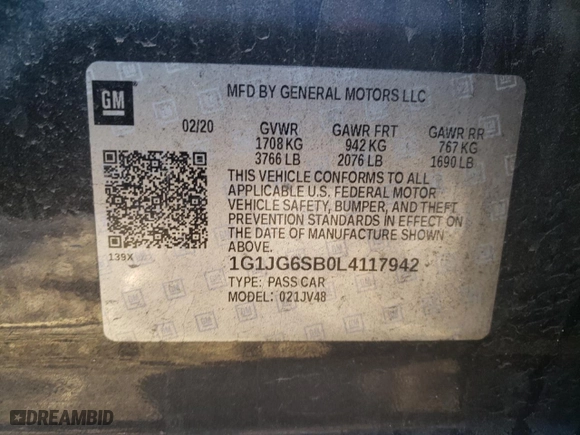 GM
MFD BY GENERAL MOTORS LLC
02/20 GVWR GAWR FRT GAWR RR
1708 KG 942 KG 767 KG
3766 LB 2076 LB 1690 LB
THIS VEHICLE CONFORMS TO ALL
APPLICABLE U.S. FEDERAL MOTOR
VEHICLE SAFETY, BUMPER, AND THEFT
PREVENTION STANDARDS IN EFFECT ON
THE DATE OF MANUFACTURE SHOWN
ABOVE.
139X
1G1JG6SB0L4117942
TYPE: PASS CAR
MODEL: 021JV48
DREAMBID